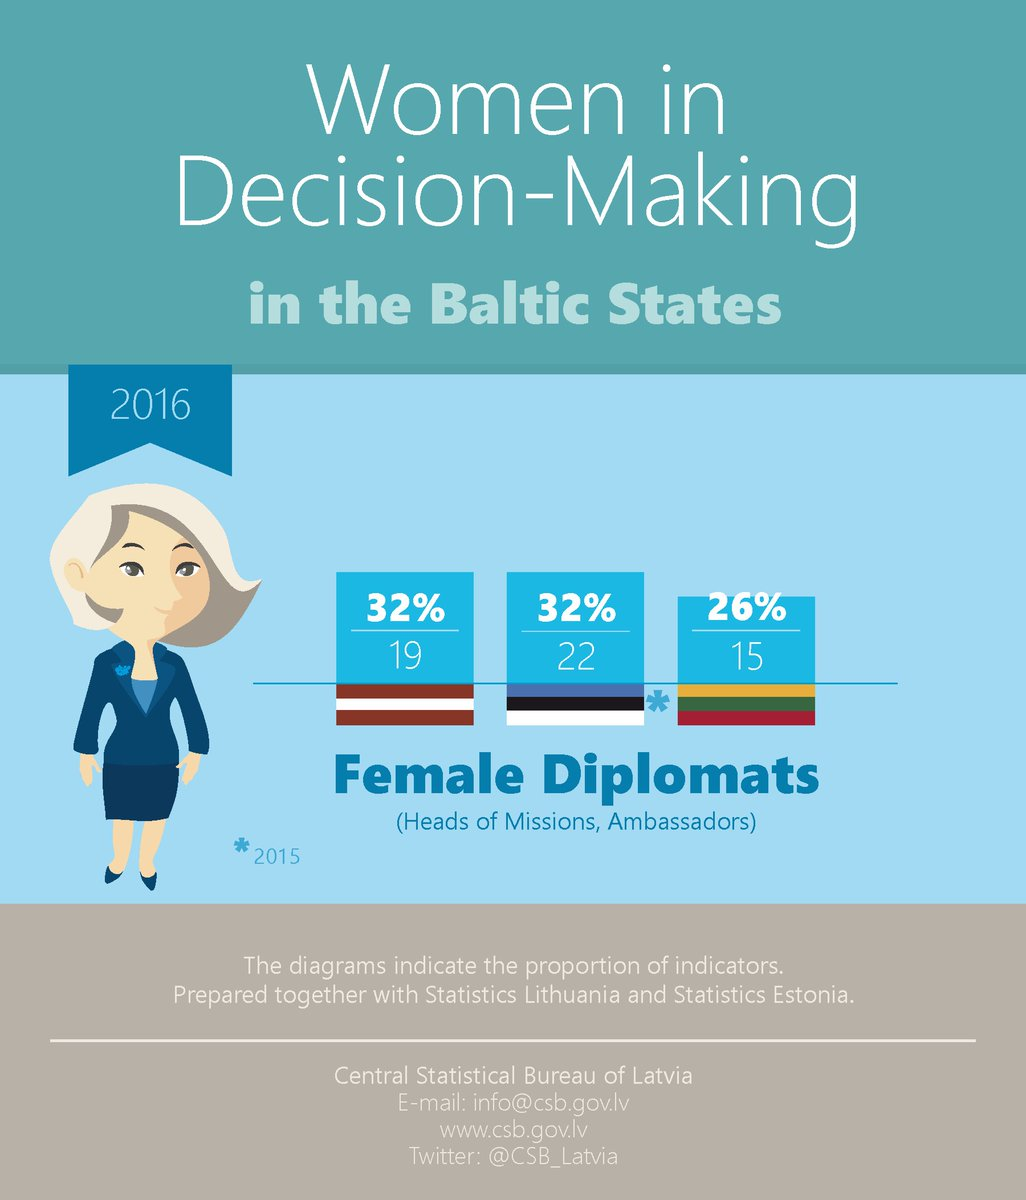 Women in
Decision-Making
in the Baltic States
2016
32% 32% 26%
19 22 15
*
Female Diplomats
(Heads of Missions, Ambassadors)
* 2015
The diagrams indicate the proportion of indicators.
Prepared together with Statistics Lithuania and Statistics Estonia.
Central Statistical Bureau of Latvia
E-mail: info@csb.gov.lv
www.csb.gov.lv
Twitter: @CSB_Latvia